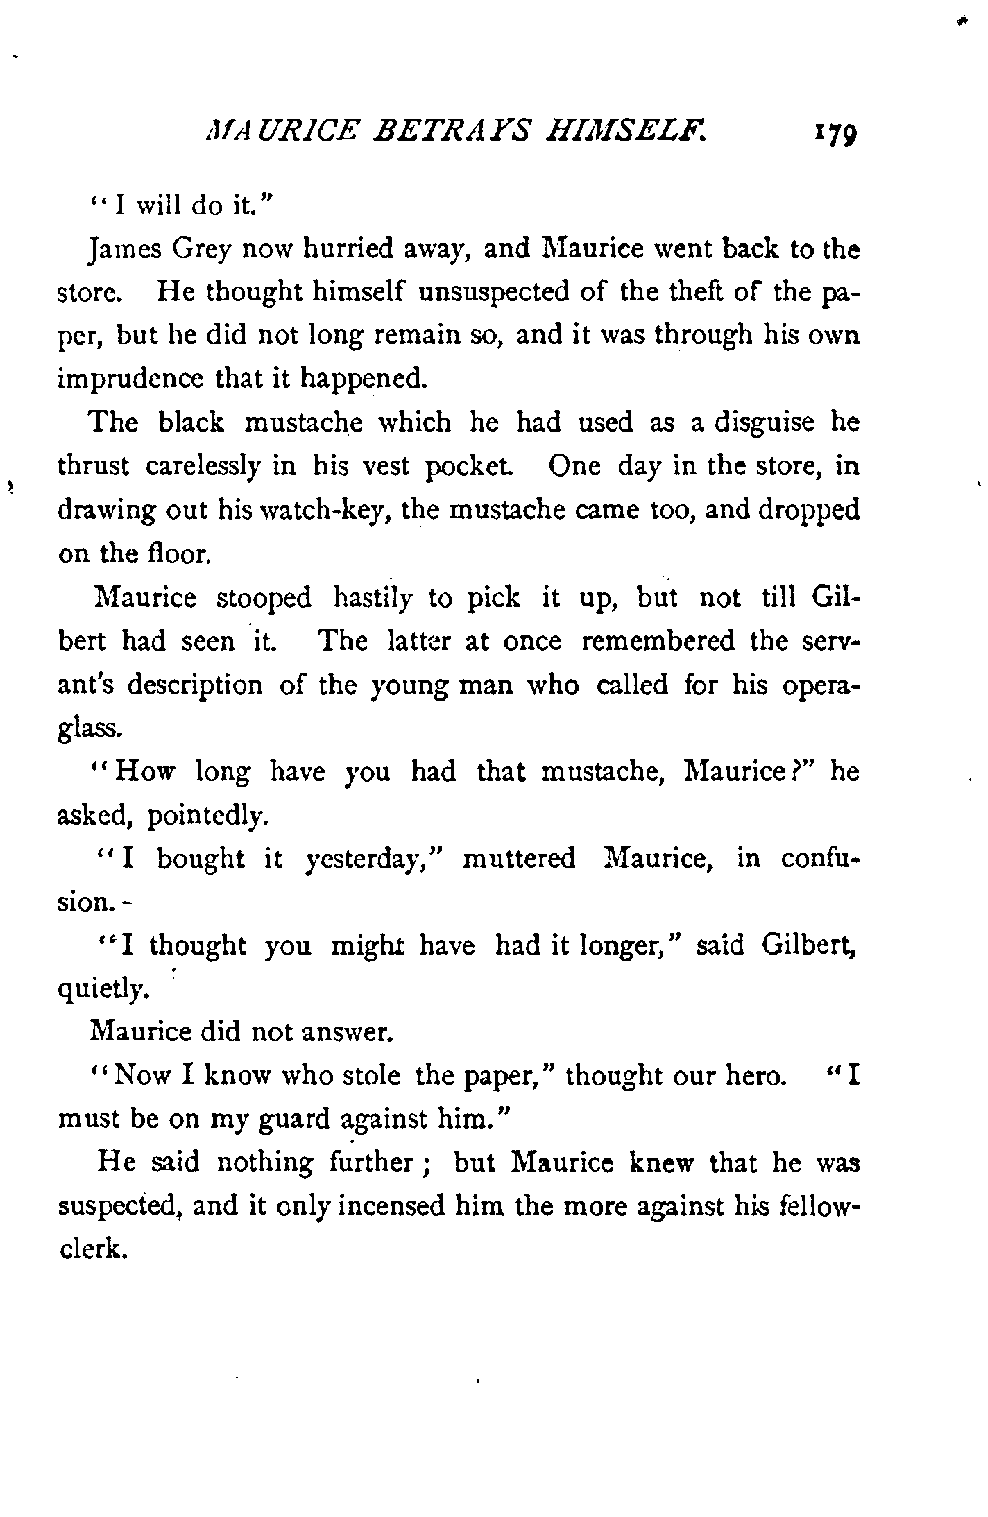 MAURICE BETRAYS HIMSELF. 179
"I will do it."
James Grey now hurried away, and Maurice went back to the
store. He thought himself unsuspected of the theft of the pa-
per, but he did not long remain so, and it was through his own
imprudence that it happened.
The black mustache which he had used as a disguise he
thrust carelessly in his vest pocket. One day in the store, in
drawing out his watch-key, the mustache came too, and dropped
on the floor.
Maurice stooped hastily to pick it up, but not till Gil-
bert had seen it. The latter at once remembered the serv-
ant's description of the young man who called for his opera-
glass.
"How long have you had that mustache, Maurice?" he
asked, pointedly.
"I bought it yesterday," muttered Maurice, in confu-
sion.
"I thought you might have had it longer," said Gilbert,
quietly.
Maurice did not answer.
"Now I know who stole the paper," thought our hero. "I
must be on my guard against him."
He said nothing further; but Maurice knew that he was
suspected, and it only incensed him the more against his fellow-
clerk.